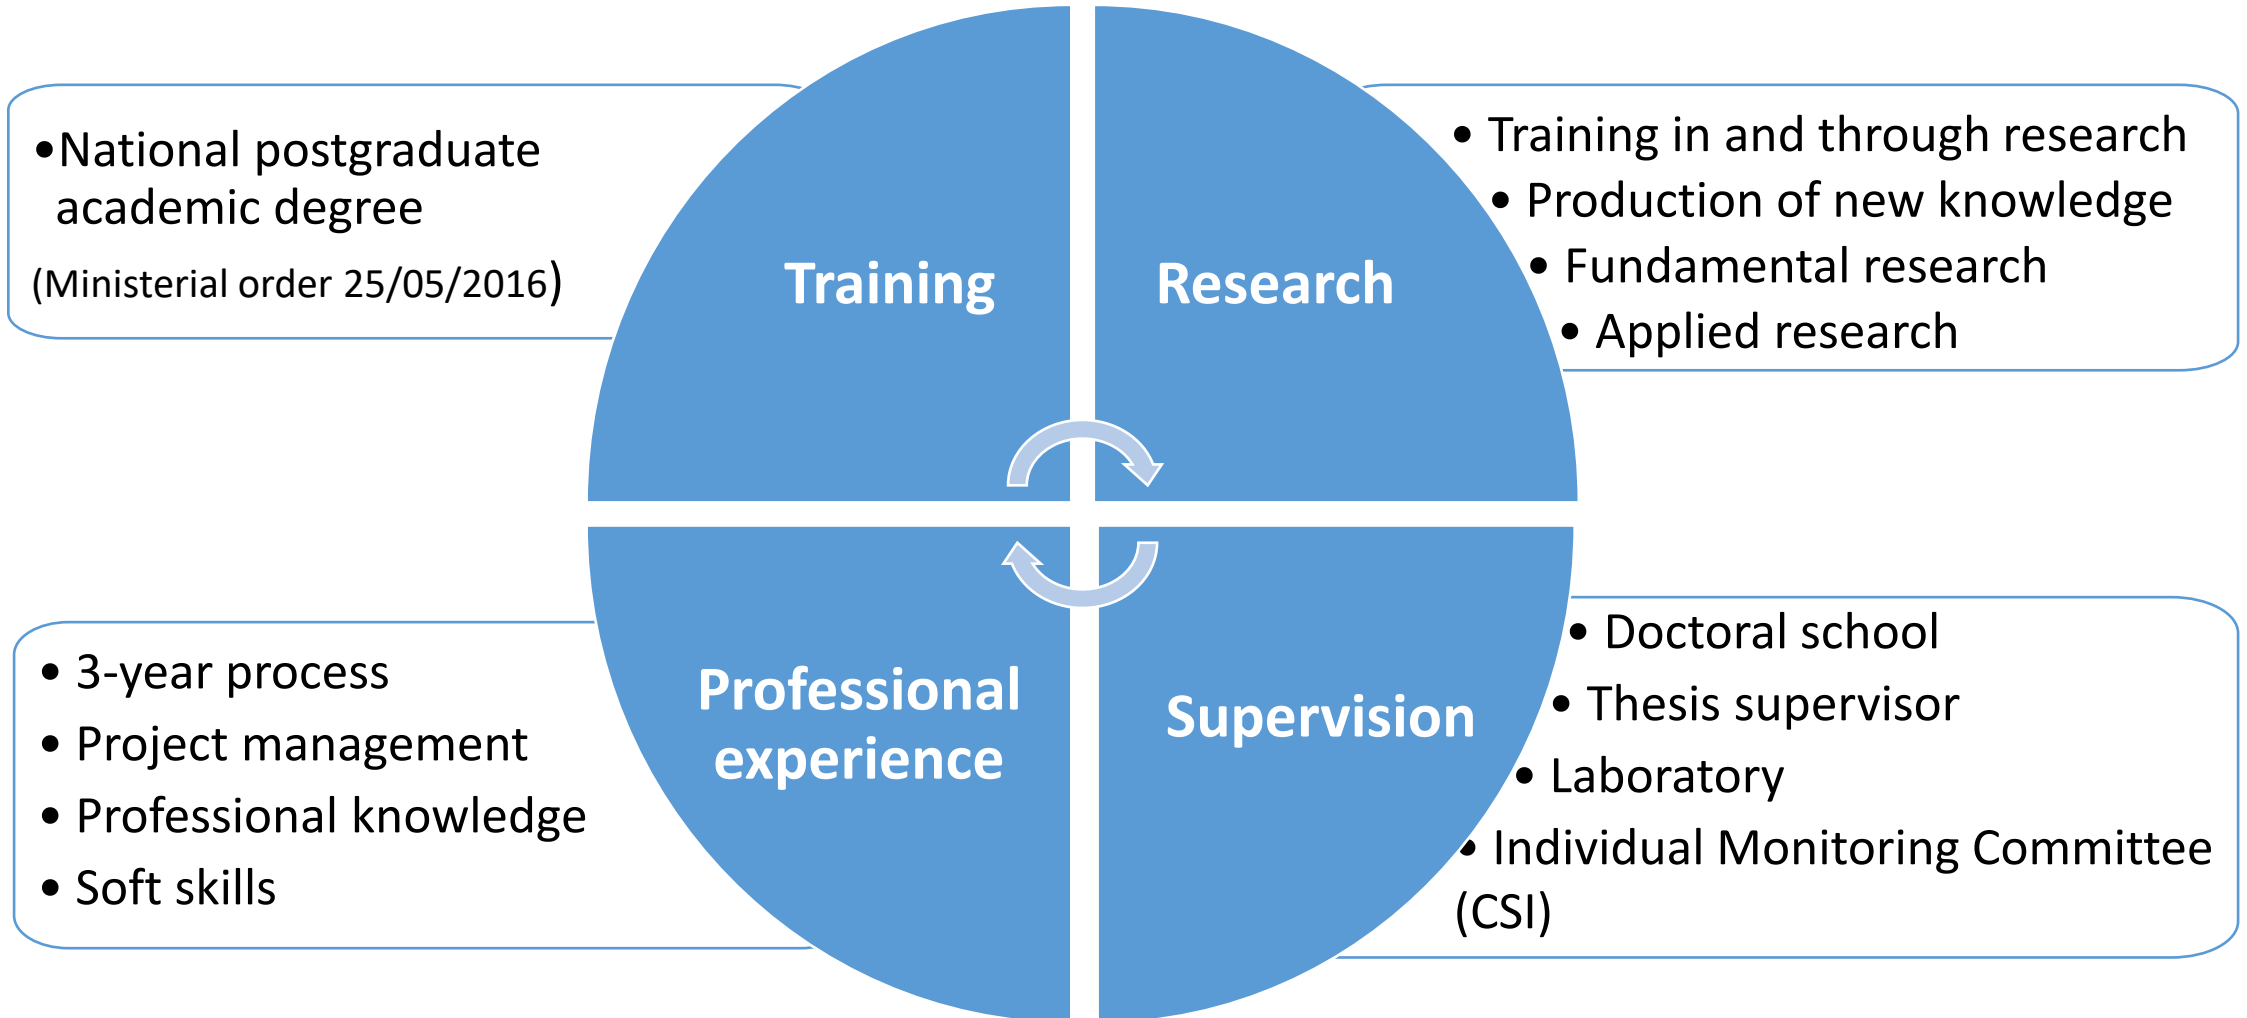 •National postgraduate
academic degree
(Ministerial order 25/05/2016)
Training
Research
• Training in and through research
• Production of new knowledge
• Fundamental research
• Applied research
• 3-year process
• Project management
• Professional knowledge
• Soft skills
Professional
experience
Supervision
• Doctoral school
• Thesis supervisor
• Laboratory
• Individual Monitoring Committee
(CSI)